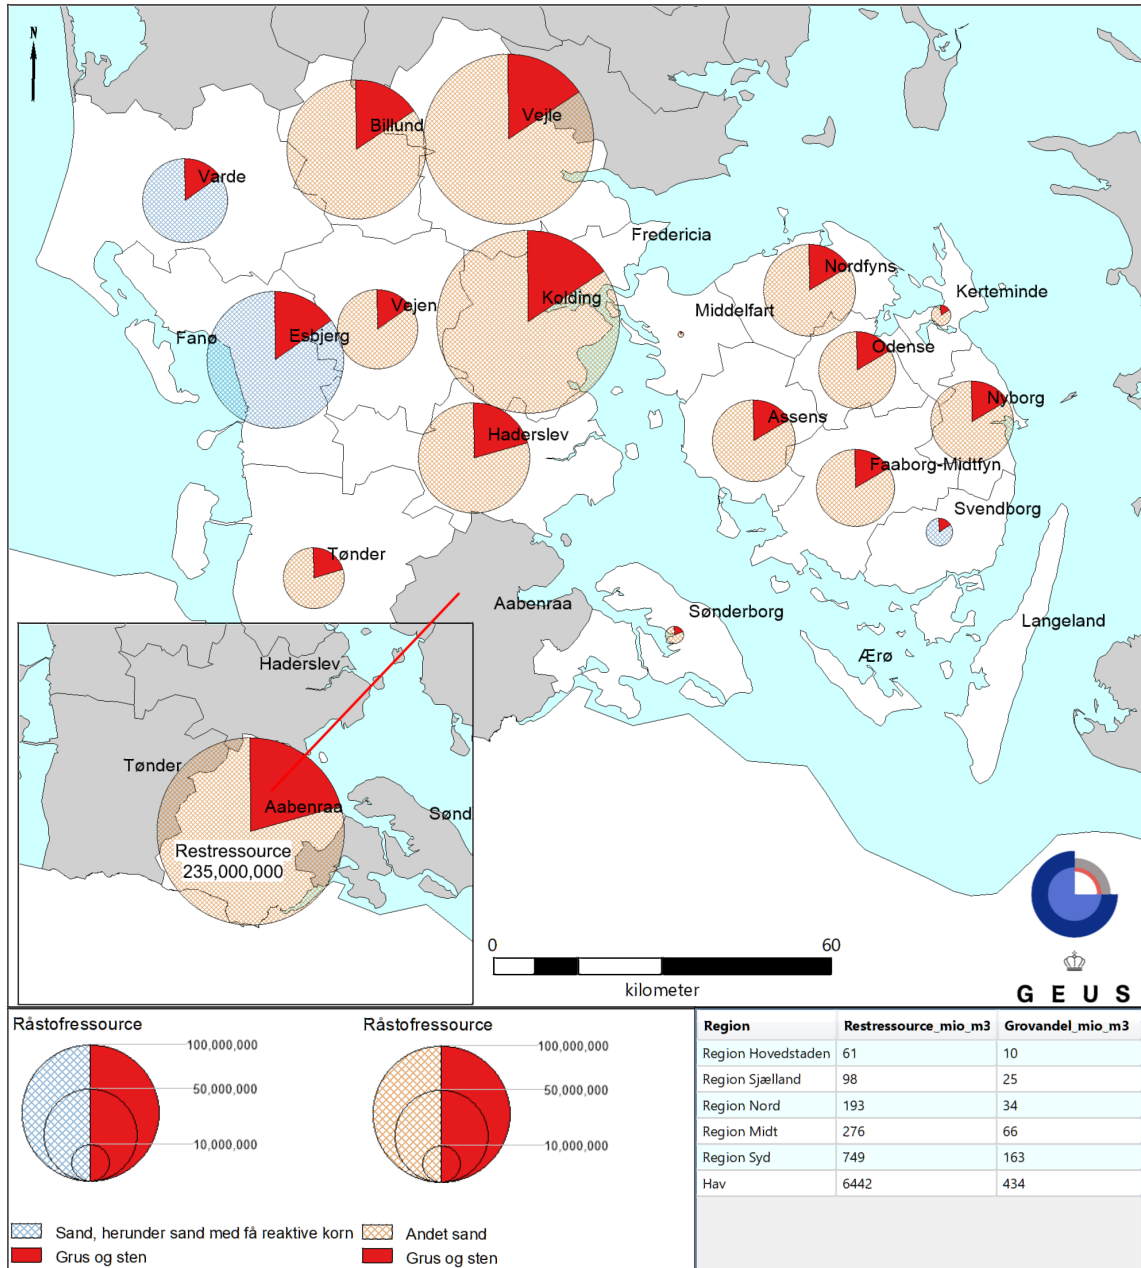 N
Vejle
Billund
Varde
Fredericia
Nordfyns
Kerteminde
Kolding
Vejen
Middelfart
Fanø
Esbjerg
Odense
Nyborg
Assens
Haderslev
Faaborg-Midtfyn
Svendborg
Tønder
Aabenraa
Sønderborg
Langeland
Ærø
Haderslev
Tønder
Aabenraa
Sønd
Restressource
235,000,000
0 60
kilometer
G E U S
Råstofressource
100,000,000
50,000,000
10,000,000
Sand, herunder sand med få reaktive korn
Grus og sten
Råstofressource
100,000,000
50,000,000
10,000,000
Andet sand
Grus og sten
Region Restressource_mio_m3 Grovandel_mio_m3
Region Hovedstaden 61 10
Region Sjælland 98 25
Region Nord 193 34
Region Midt 276 66
Region Syd 749 163
Hav 6442 434